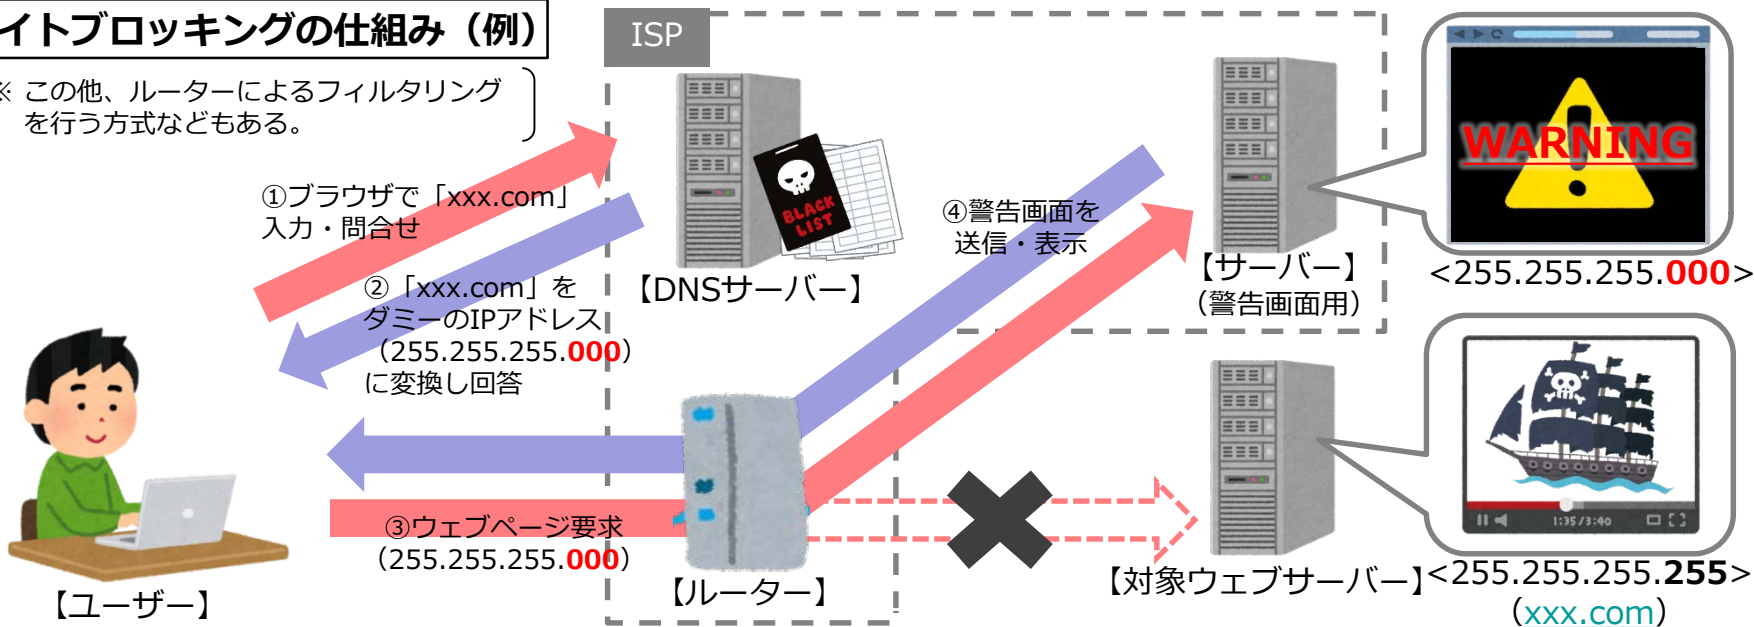 イトブロッキングの仕組み（例）
※ この他、ルーターによるフィルタリング
を行う方式などもある。
ISP
①ブラウザで「xxx.com」
入力・問合せ
②「xxx.com」を
ダミーのIPアドレス
（255.255.255.000）
に変換し回答
BLACK
LIST
【DNSサーバー】
④警告画面を
送信・表示
【サーバー】
（警告画面用）
WARNING
<255.255.255.000>
③ウェブページ要求
（255.255.255.000）
【ユーザー】
【ルーター】
【対象ウェブサーバー】
1:35/3:40
<255.255.255.255>
（xxx.com）